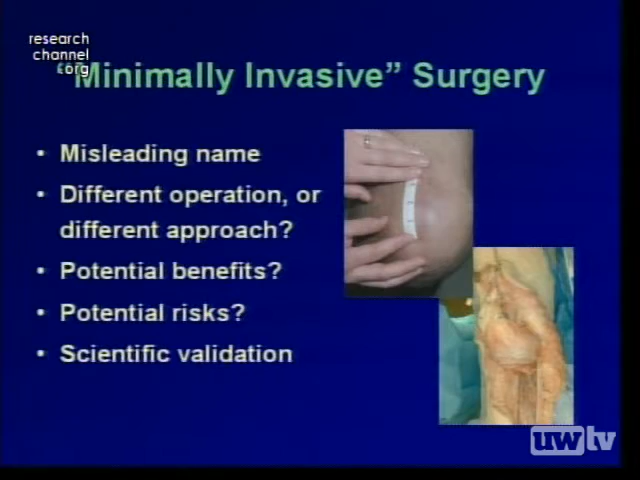 research
channel
.org
“Minimally Invasive” Surgery
• Misleading name
• Different operation, or
different approach?
• Potential benefits?
• Potential risks?
• Scientific validation
uwtv